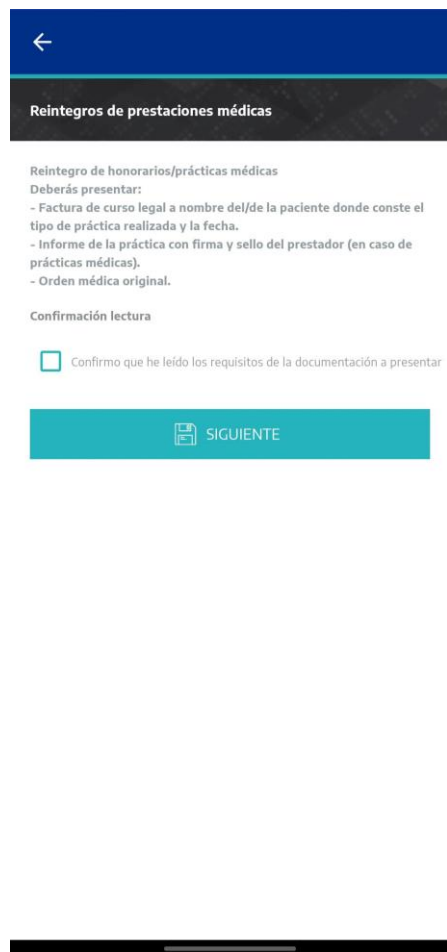 Reintegros de prestaciones médicas
Reintegro de honorarios/prácticas médicas
Deberás presentar:
- Factura de curso legal a nombre del/de la paciente donde conste el
tipo de práctica realizada y la fecha.
- Informe de la práctica con firma y sello del prestador (en caso de
prácticas médicas).
- Orden médica original.
Confirmación lectura
Confirmo que he leído los requisitos de la documentación a presentar
SIGUIENTE